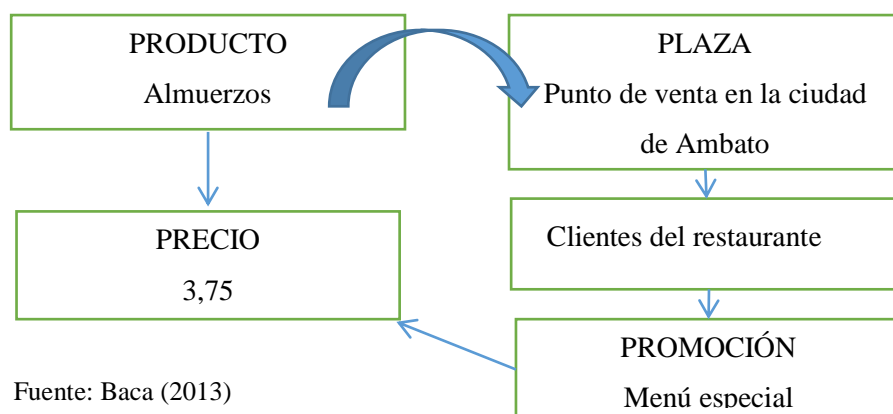 PRODUCTO
Almuerzos
PLAZA
Punto de venta en la ciudad
de Ambato
PRECIO
3,75
Clientes del restaurante
PROMOCIÓN
Menú especial
Fuente: Baca (2013)